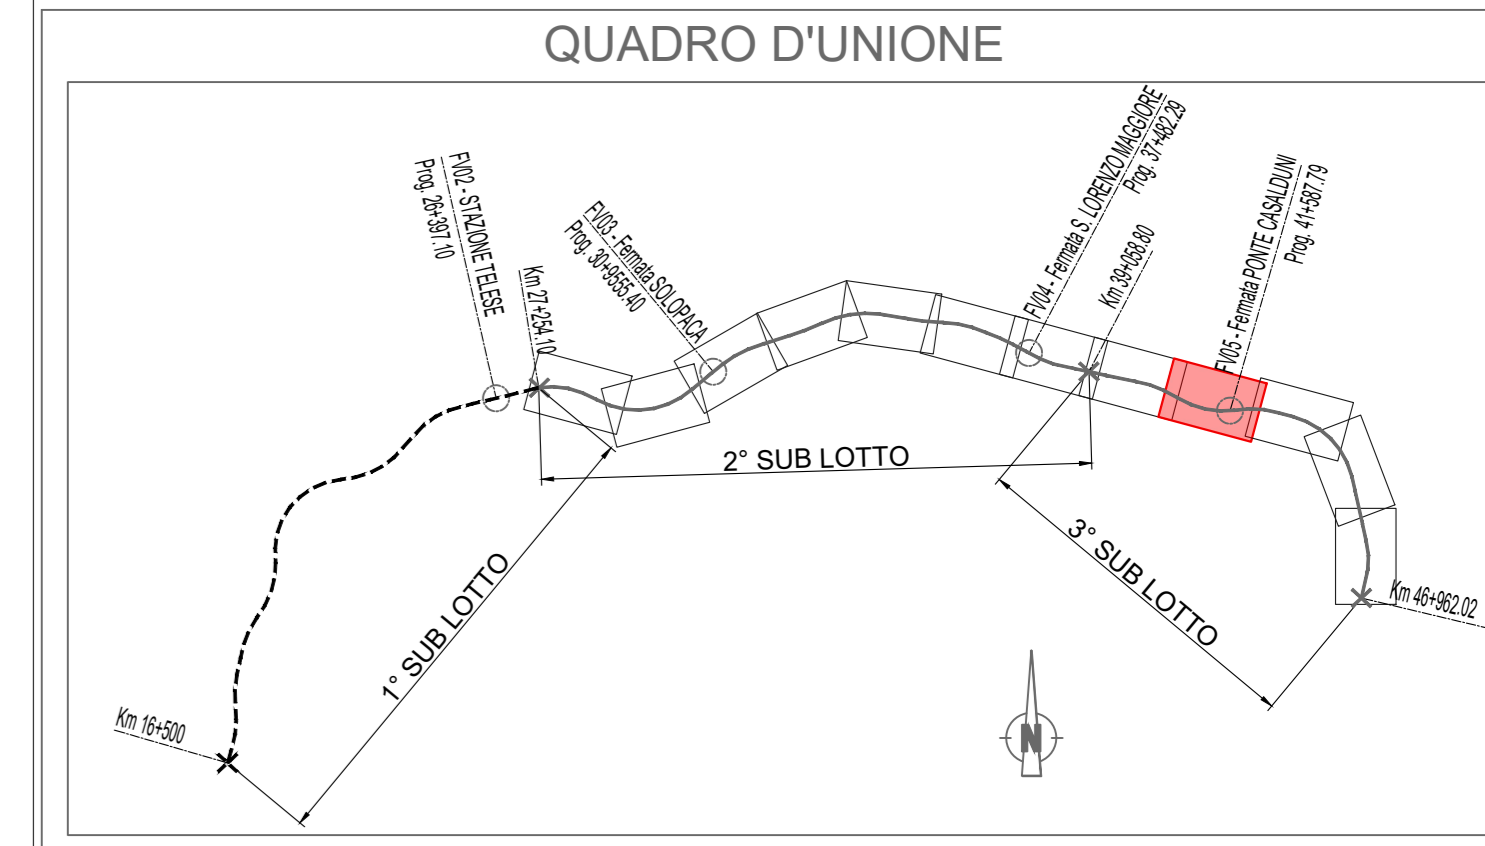 QUADRO D'UNIONE
FV02 - STAZIONE TELESE
Prog. 26+397.10
Km 27+254.10
FV03 - Fermata SOLOPACA
Prog. 30+9555.40
FV04 - Fermata S. LORENZO MAGGIORE
Prog. 37+482.29
Km 39+058.80
FV05 - Fermata PONTE CASALDUNI
Prog. 41+587.79
2° SUB LOTTO
1° SUB LOTTO
3° SUB LOTTO
Km 46+962.02
Km 16+500
N